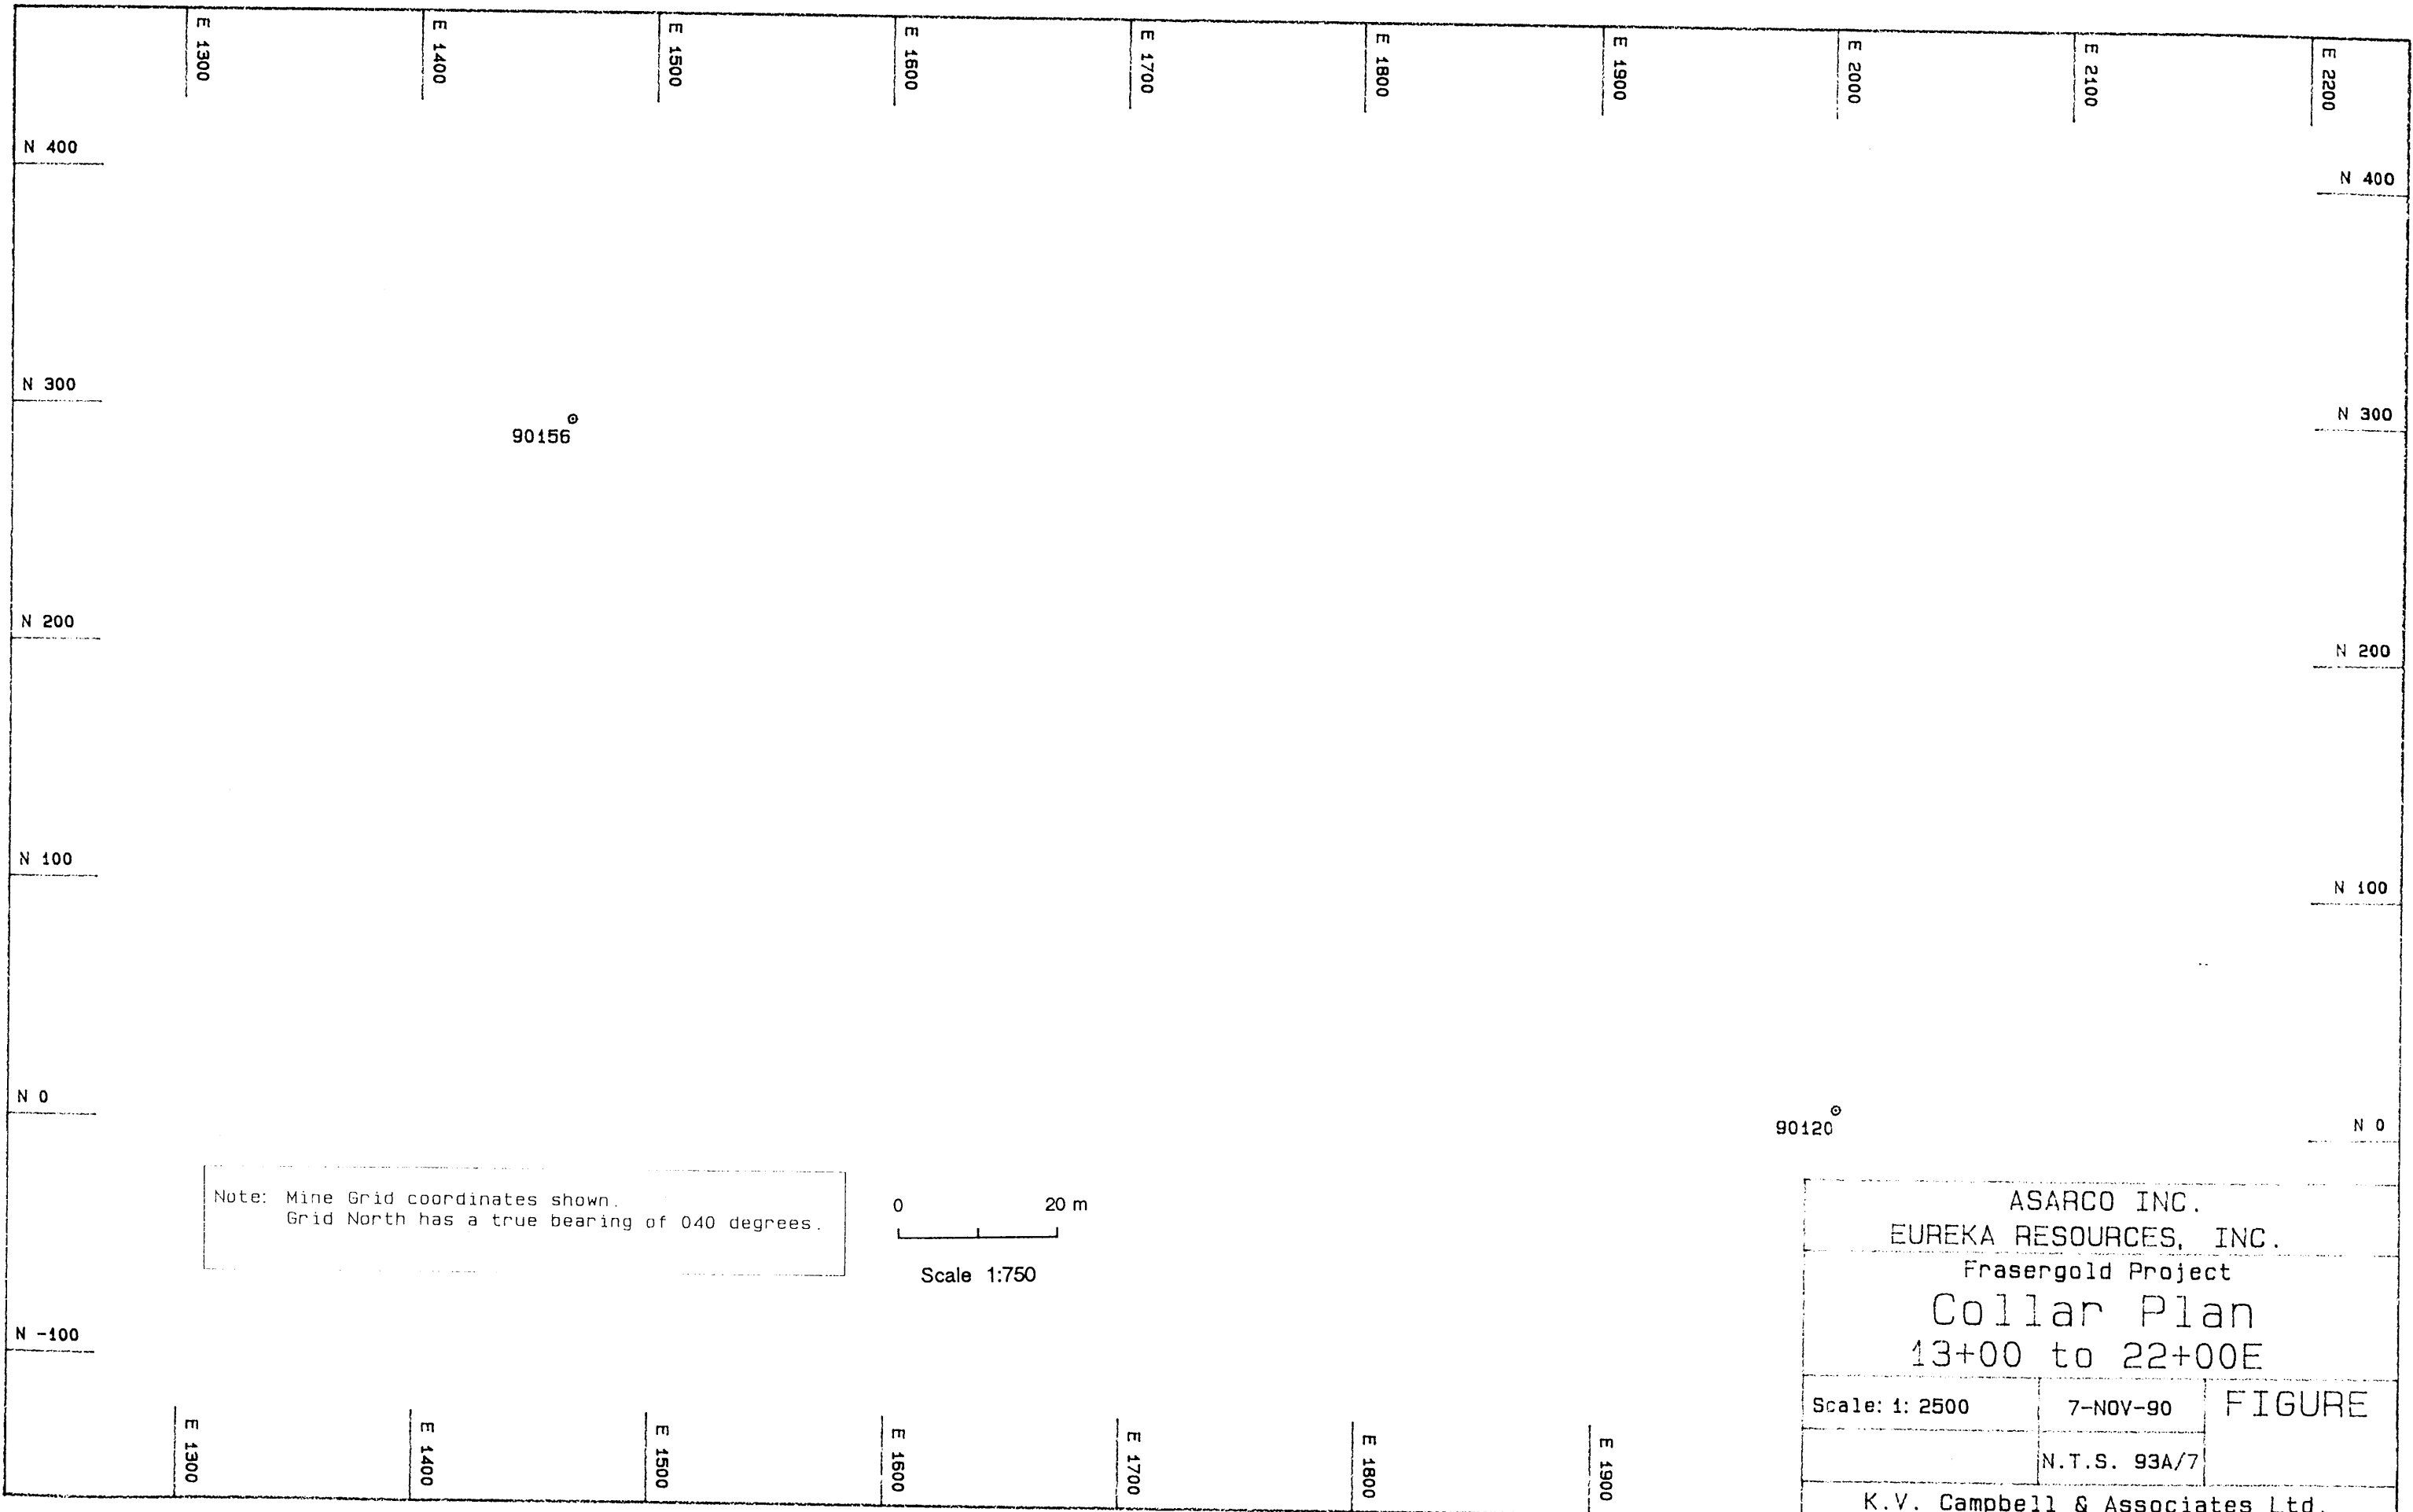 E 1300
E 1400
E 1500
E 1600
E 1700
E 1800
E 1900
E 2000
E 2100
E 2200
N 400
N 400
N 300
N 300
90156
N 200
N 200
N 100
N 100
N 0
90120
N 0
Note: Mine Grid coordinates shown.
Grid North has a true bearing of 040 degrees.
0 20 m
Scale 1:750
N -100
E 1300
E 1400
E 1500
E 1600
E 1700
E 1800
E 1900
ASARCO INC.
EUREKA RESOURCES, INC.
Frasergold Project
Collar Plan
13+00 to 22+00E
Scale: 1: 2500
7-NOV-90
FIGURE
N.T.S. 93A/7
K.V. Campbell & Associates Ltd.